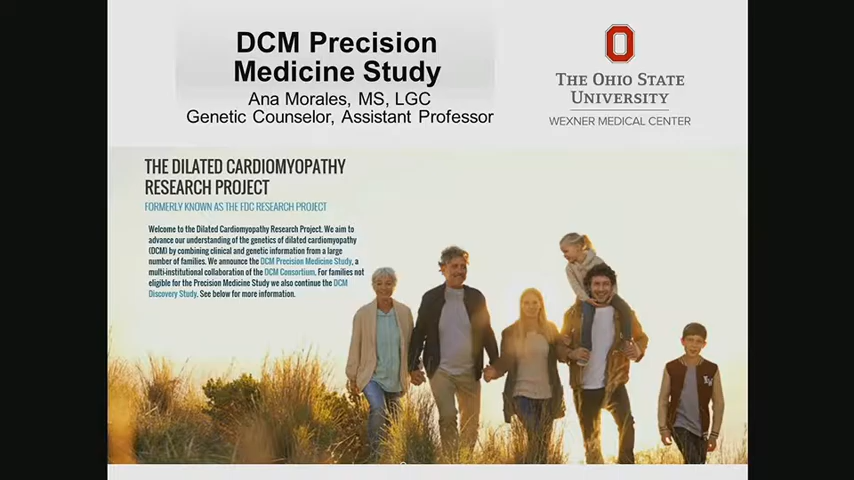 DCM Precision
Medicine Study
Ana Morales, MS, LGC
Genetic Counselor, Assistant Professor
THE OHIO STATE
UNIVERSITY
WEXNER MEDICAL CENTER
THE DILATED CARDIOMYOPATHY
RESEARCH PROJECT
FORMERLY KNOWN AS THE FDC RESEARCH PROJECT
Welcome to the Dilated Cardiomyopathy Research Project. We aim to
advance our understanding of the genetics of dilated cardiomyopathy
(DCM) by combining clinical and genetic information from a large
number of families. We announce the DCM Precision Medicine Study, a
multi-institutional collaboration of the DCM Consortium. For families not
eligible for the Precision Medicine Study we also continue the DCM
Discovery Study. See below for more information.